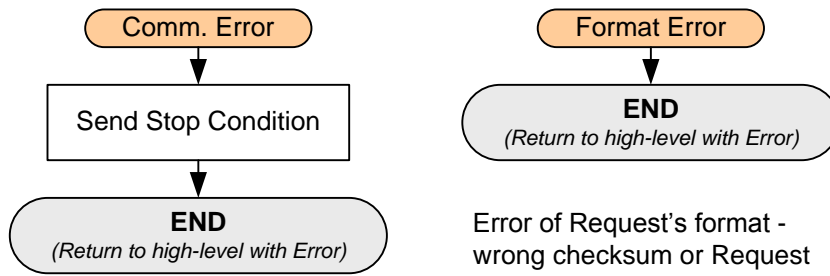 Comm. Error
Send Stop Condition
END
(Return to high-level with Error)
Format Error
END
(Return to high-level with Error)
Error of Request's format -
wrong checksum or Request